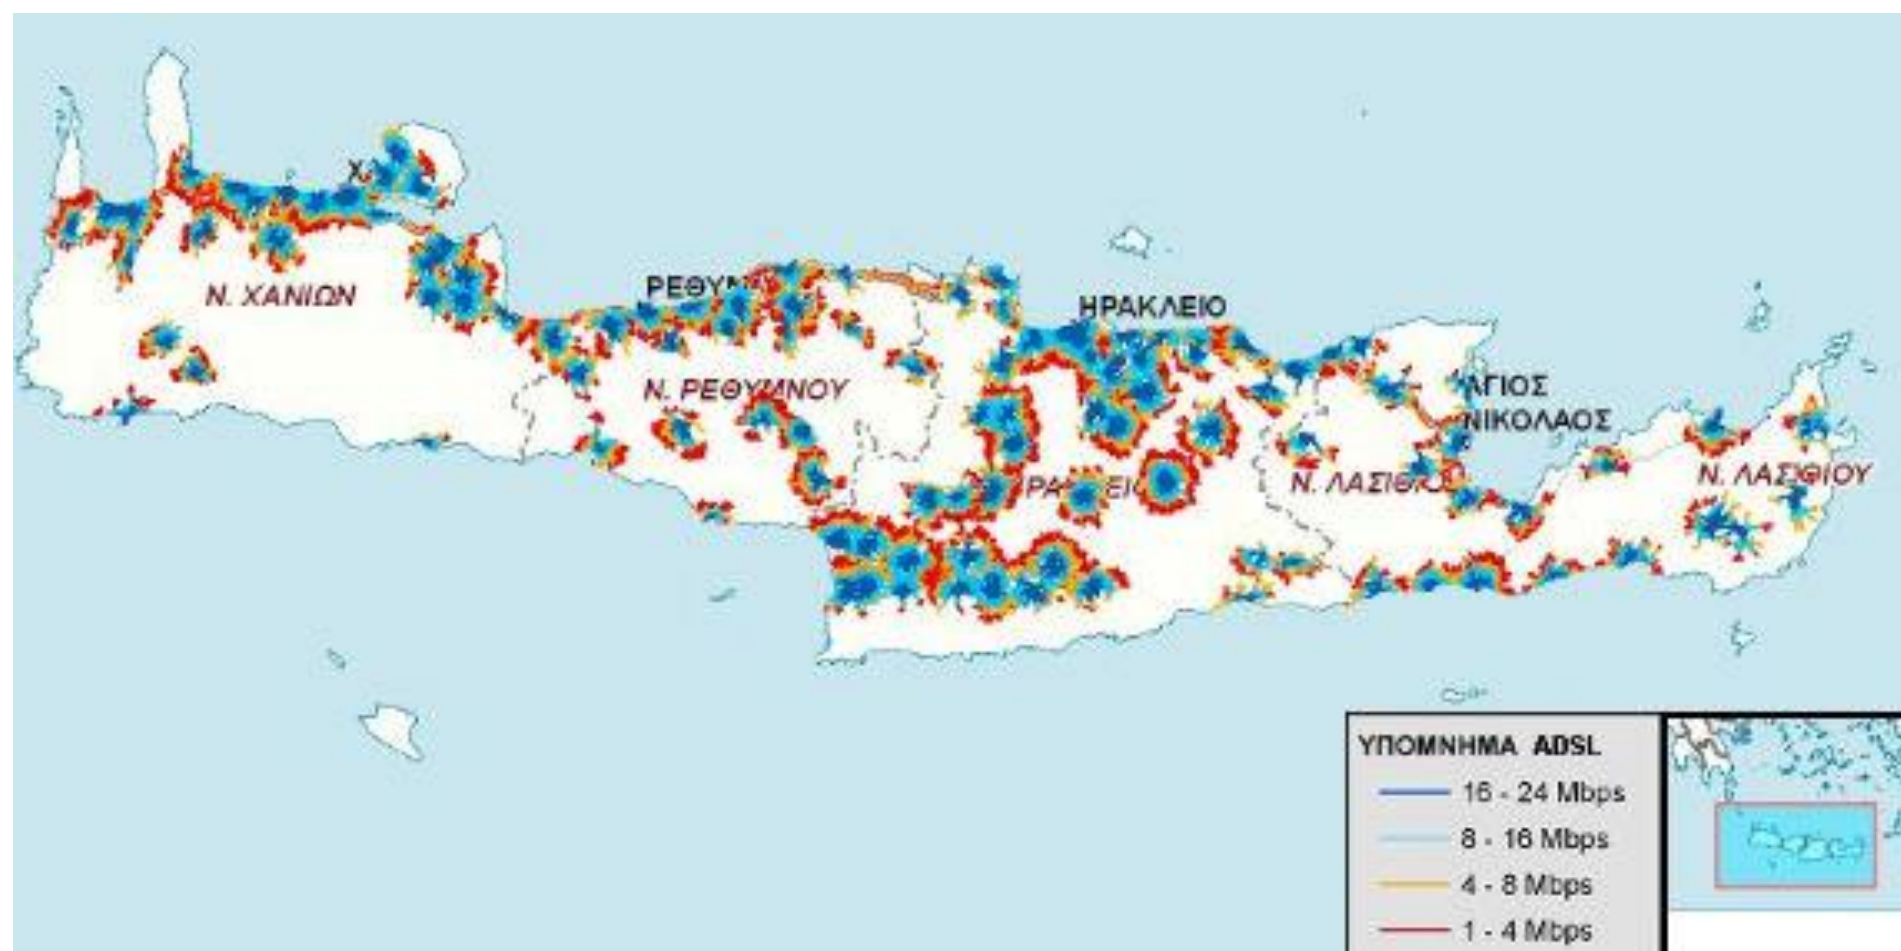 Ν. ΧΑΝΙΩΝ
Ν. ΡΕΘΥΜΝΟΥ
ΗΡΑΚΛΕΙΟ
ΑΓΙΟΣ
ΝΙΚΟΛΑΟΣ
Ν. ΛΑΣΙΘΙΟΥ
ΥΠΟΜΝΗΜΑ ADSL
16 - 24 Mbps
8 - 16 Mbps
4 - 8 Mbps
1 - 4 Mbps